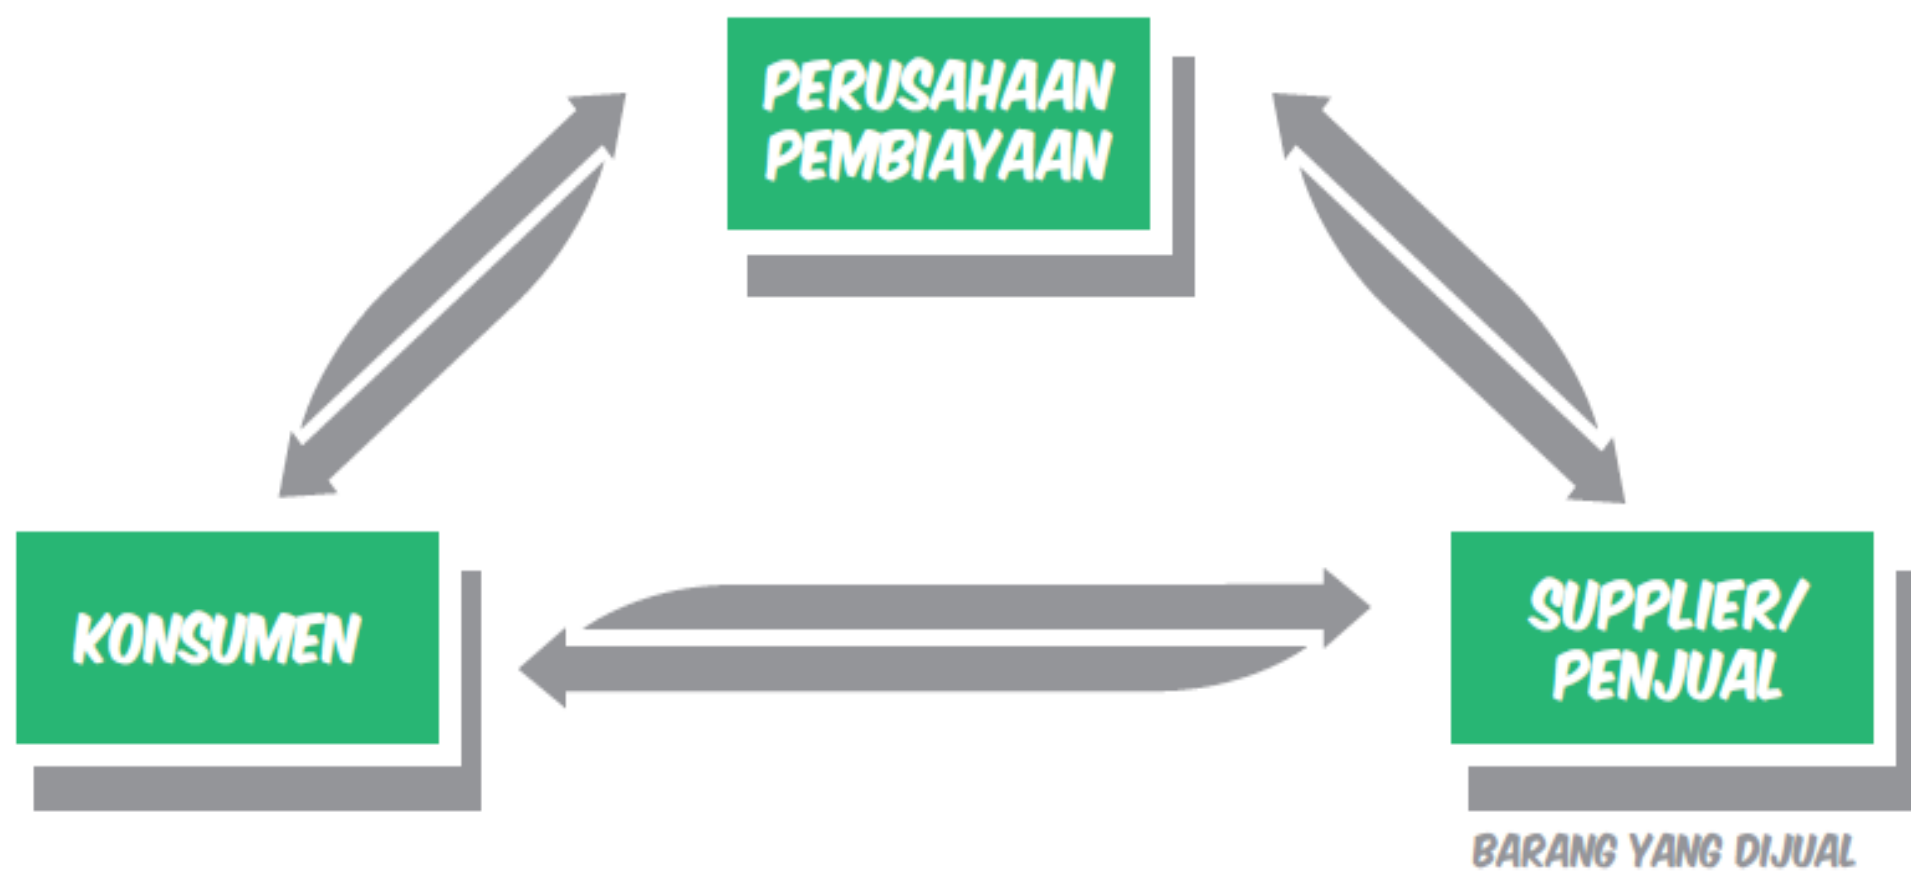 PERUSAHAAN
PEMBIAYAAN
KONSUMEN
SUPPLIER/
PENJUAL
BARANG YANG DIJUAL